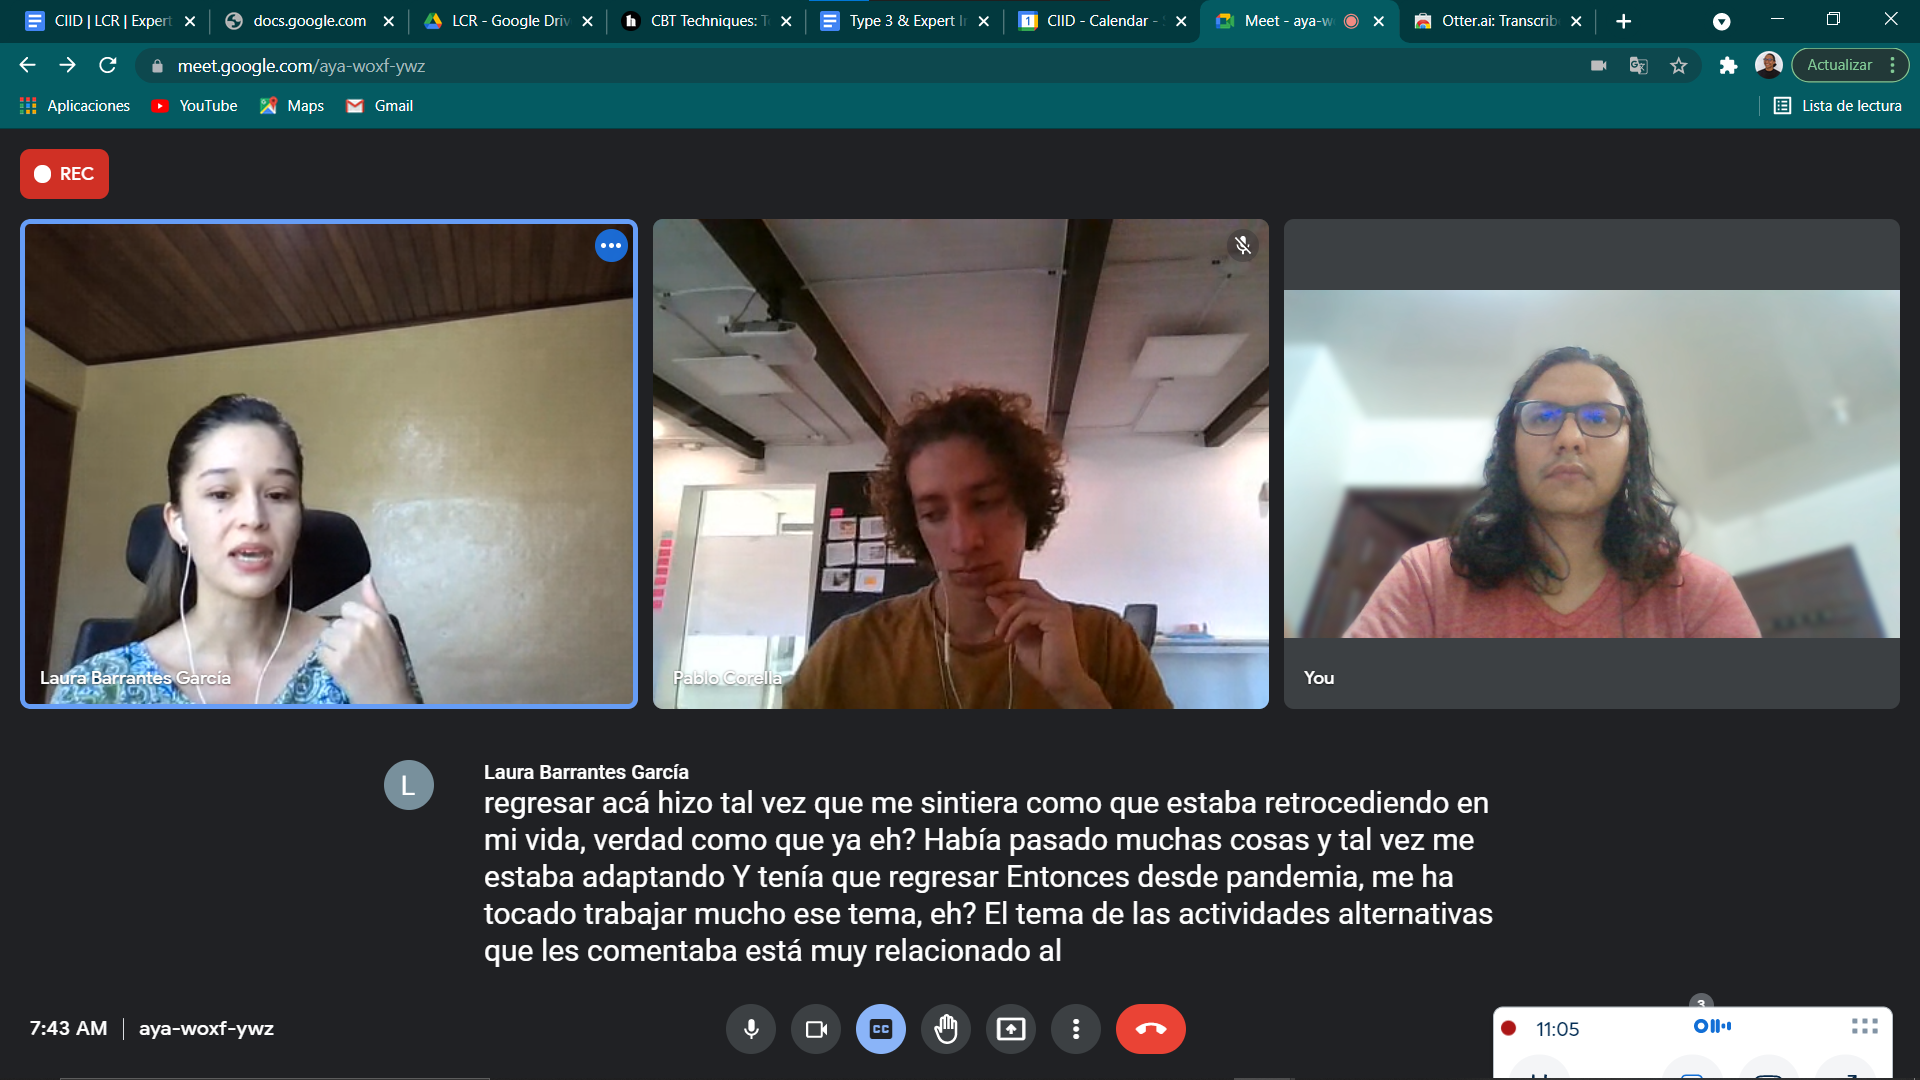 CIID | LCR | Expert
docs.google.com
LCR - Google Driv
CBT Techniques: T
Type 3 & Expert I
CIID - Calendar -
Meet - aya-w
Otter.ai: Transcrib
meet.google.com/aya-woxf-ywz
Actualizar
Aplicaciones
YouTube
Maps
Gmail
Lista de lectura
REC
Laura Barrantes García
Pablo Corella
You
L
Laura Barrantes García
regresar acá hizo tal vez que me sintiera como que estaba retrocediendo en
mi vida, verdad como que ya eh? Había pasado muchas cosas y tal vez me
estaba adaptando Y tenía que regresar Entonces desde pandemia, me ha
tocado trabajar mucho ese tema, eh? El tema de las actividades alternativas
que les comentaba está muy relacionado al
7:43 AM
aya-woxf-ywz
CC
3
11:05